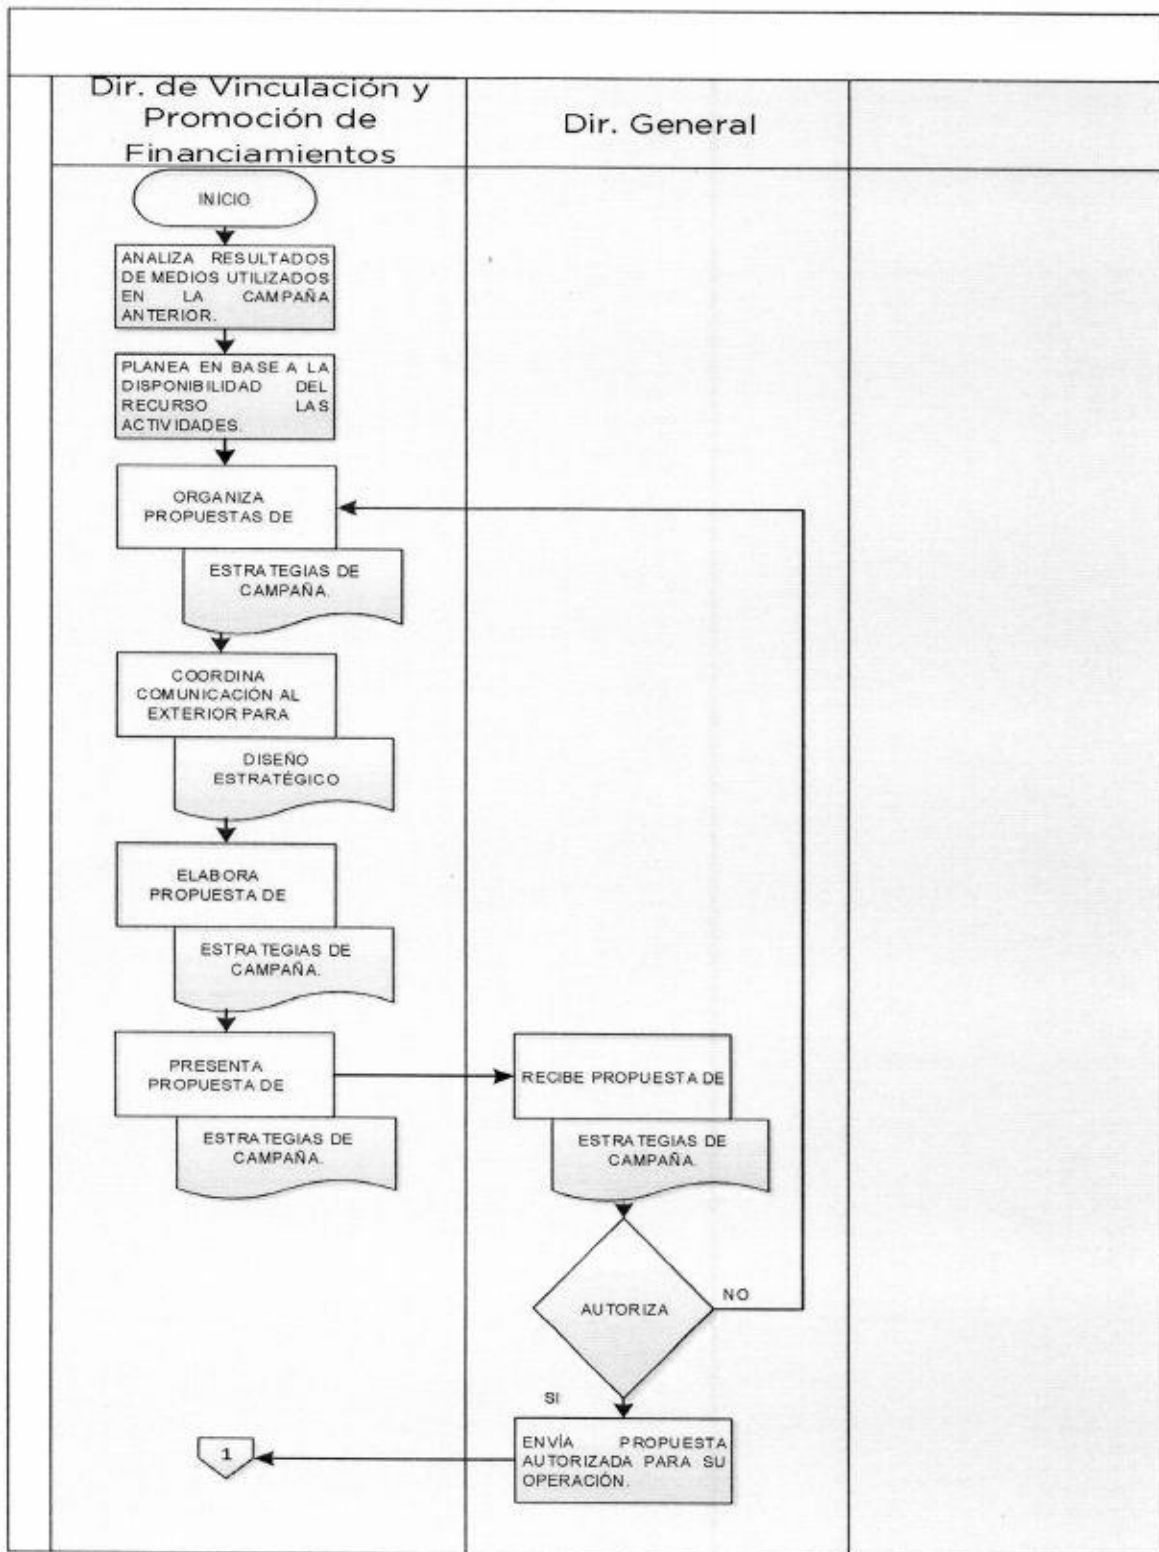 Dir. de Vinculación y
Promoción de
Financiamientos
Dir. General
INICIO
ANALIZA RESULTADOS
DE MEDIOS UTILIZADOS
EN LA CAMPAÑA
ANTERIOR.
PLANEA EN BASE A LA
DISPONIBILIDAD DEL
RECURSO LAS
ACTIVIDADES.
ORGANIZA
PROPUESTAS DE
ESTRATEGIAS DE
CAMPAÑA.
COORDINA
COMUNICACIÓN AL
EXTERIOR PARA
DISEÑO
ESTRATÉGICO
ELABORA
PROPUESTA DE
ESTRATEGIAS DE
CAMPAÑA.
PRESENTA
PROPUESTA DE
ESTRATEGIAS DE
CAMPAÑA.
RECIBE PROPUESTA DE
ESTRATEGIAS DE
CAMPAÑA.
AUTORIZA
NO
SI
ENVÍA PROPUESTA
AUTORIZADA PARA SU
OPERACIÓN.
1